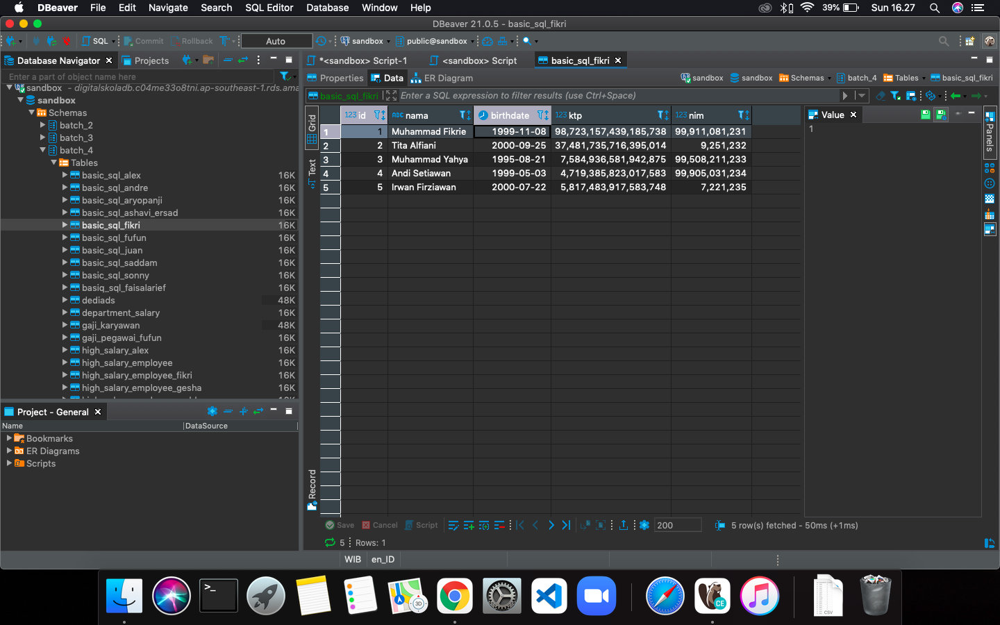 DBeaver File Edit Navigate Search SQL Editor Database Window Help 39% Sun 16.27
DBeaver 21.0.5 - basic_sql_fikri
SQL Commit Rollback Auto sandbox public@sandbox
Database Navigator Projects
*<sandbox> Script-1 <sandbox> Script basic_sql_fikri
Properties Data ER Diagram sandbox sandbox Schemas batch_4 Tables basic_sql_fikri
Enter a part of object name here
basic_sql_fikri Enter a SQL expression to filter results (use Ctrl+Space)
sandbox - digitalskoladb.c04me33o8tni.ap-southeast-1.rds.ama
sandbox
Schemas
batch_2
batch_3
batch_4
Tables
basic_sql_alex 16K
basic_sql_andre 16K
basic_sql_aryopanji 16K
basic_sql_ashavi_ersad 16K
basic_sql_fikri 16K
basic_sql_fufun 16K
basic_sql_juan 16K
basic_sql_saddam 16K
basic_sql_sonny 16K
basiq_sql_faisalarief 16K
dediads 48K
department_salary 16K
gaji_karyawan 48K
gaji_pegawai_fufun 16K
high_salary_alex 16K
high_salary_employee 16K
high_salary_employee_fikri 16K
high_salary_employee_gesha 16K
Grid
Text
Record
123 id ABC nama birthdate 123 ktp 123 nim
1 1 Muhammad Fikrie 1999-11-08 98,723,157,439,185,738 99,911,081,231
2 2 Tita Alfiani 2000-09-25 37,481,735,716,395,014 9,251,232
3 3 Muhammad Yahya 1995-08-21 7,584,936,581,942,875 99,508,211,233
4 4 Andi Setiawan 1999-05-03 4,719,385,823,017,583 99,905,031,234
5 5 Irwan Firziawan 2000-07-22 5,817,483,917,583,748 7,221,235
Value
1
Panels
Project - General
Name DataSource
Bookmarks
ER Diagrams
Scripts
Save Cancel Script 200 5 row(s) fetched - 50ms (+1ms)
5 Rows: 1
WIB en_ID
>_
3D
CE
CSV